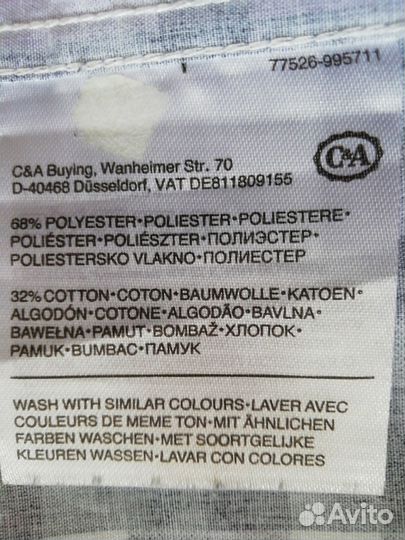 77526-995711
C&A Buying, Wanheimer Str. 70
D-40468 Düsseldorf, VAT DE811809155
C&A
68% POLYESTER•POLIESTER•POLIESTERE•
POLIÉSTER•POLIÉSZTER•ПОЛИЭСТЕР•
POLIESTERSKO VLAKNO•ПОЛИЕСТЕР
32% COTTON•COTON•BAUMWOLLE•KATOEN•
ALGODÓN•COTONE•ALGODÃO•BAVLNA•
BAWEŁNA•PAMUT•BOMBAŽ•ХЛОПОК•
PAMUK•BUMBAC•ПАМУК
WASH WITH SIMILAR COLOURS•LAVER AVEC
COULEURS DE MEME TON•MIT ÄHNLICHEN
FARBEN WASCHEN•MET SOORTGELIJKE
KLEUREN WASSEN•LAVAR CON COLORES
Avito